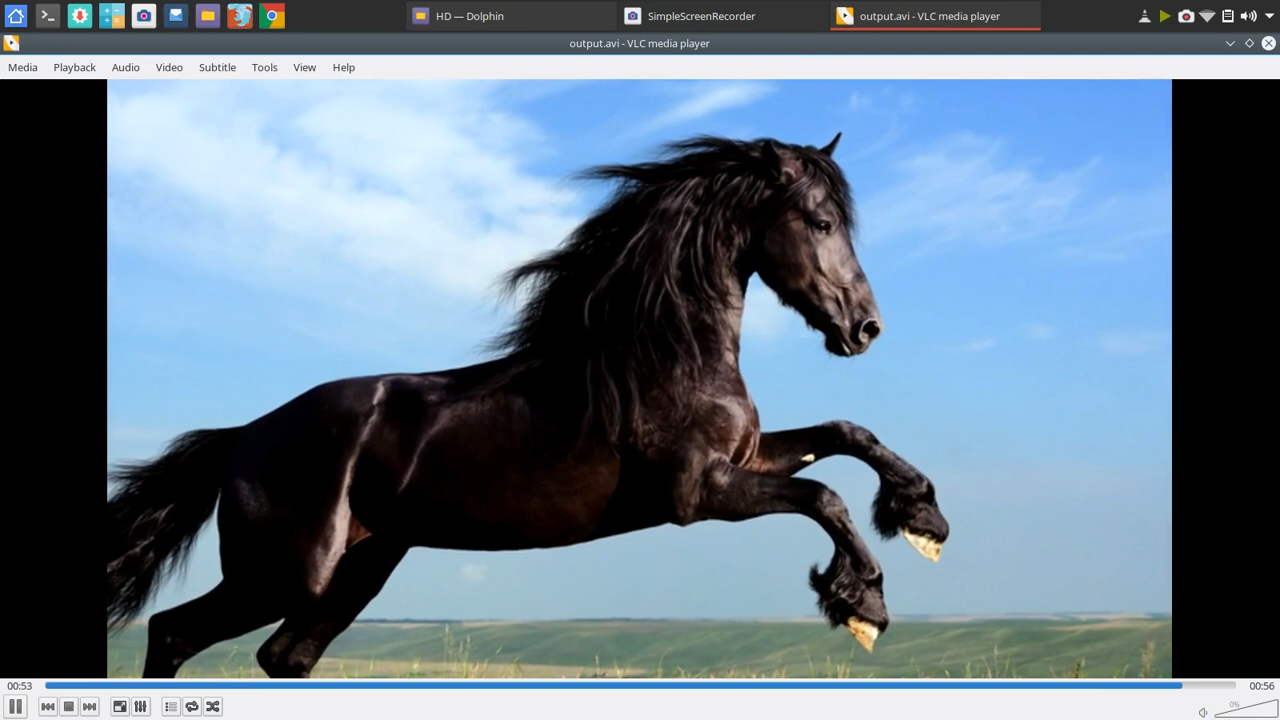 HD — Dolphin
SimpleScreenRecorder
output.avi - VLC media player
output.avi - VLC media player
Media Playback Audio Video Subtitle Tools View Help
00:53
00:56
0%